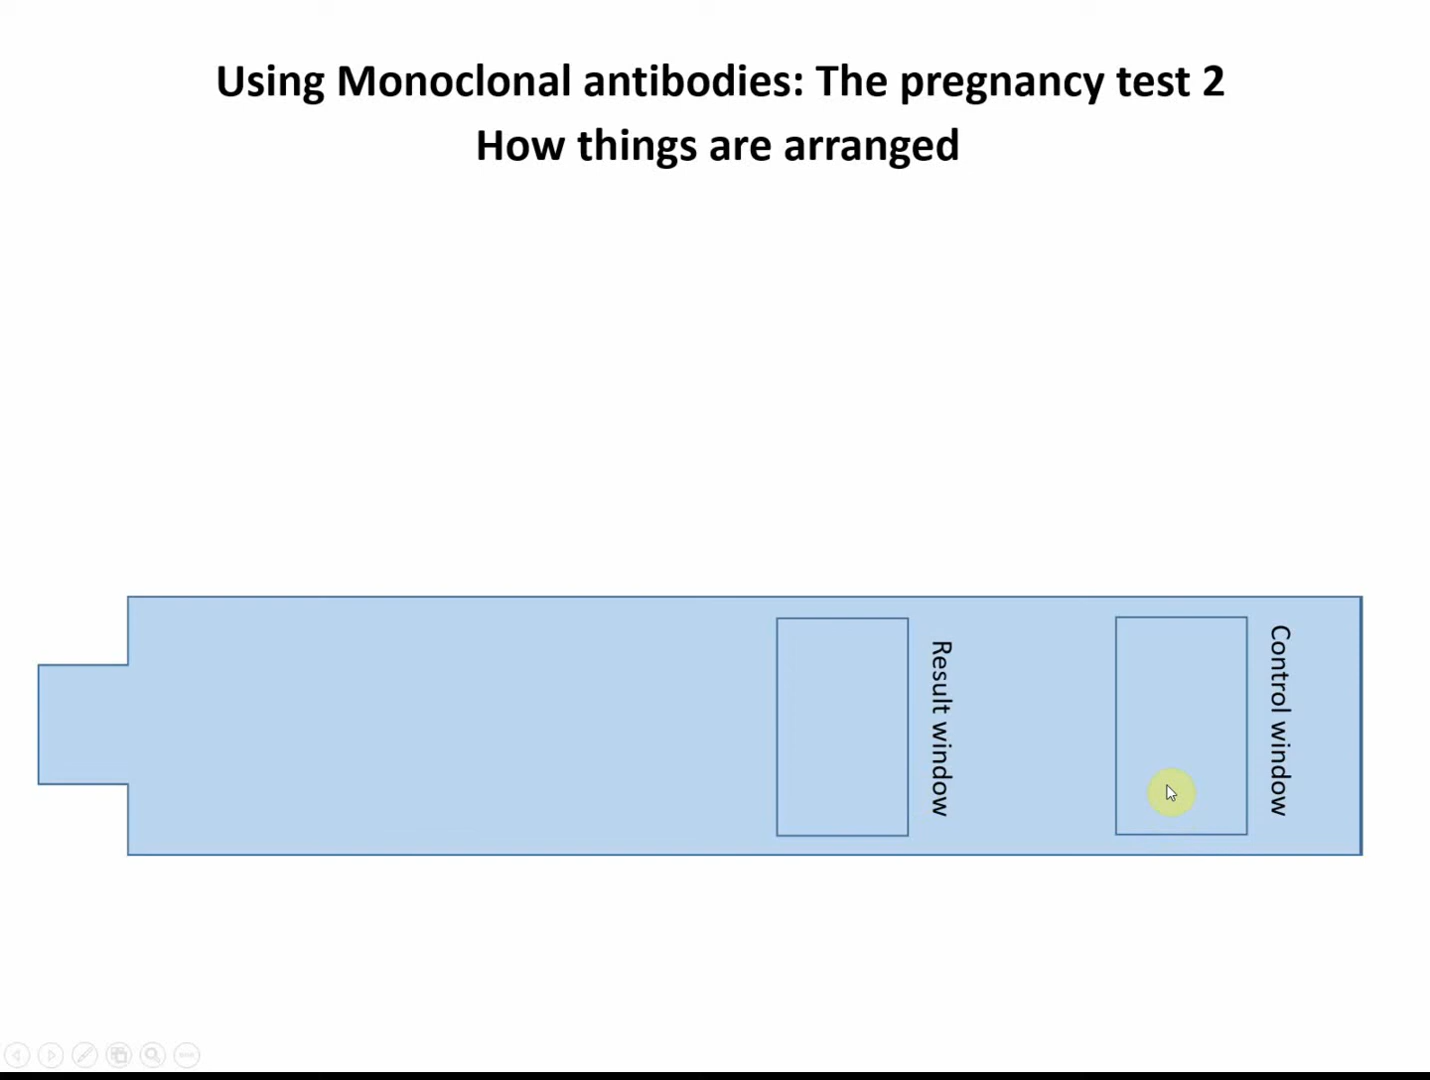 Using Monoclonal antibodies: The pregnancy test 2
How things are arranged
Result window
Control window